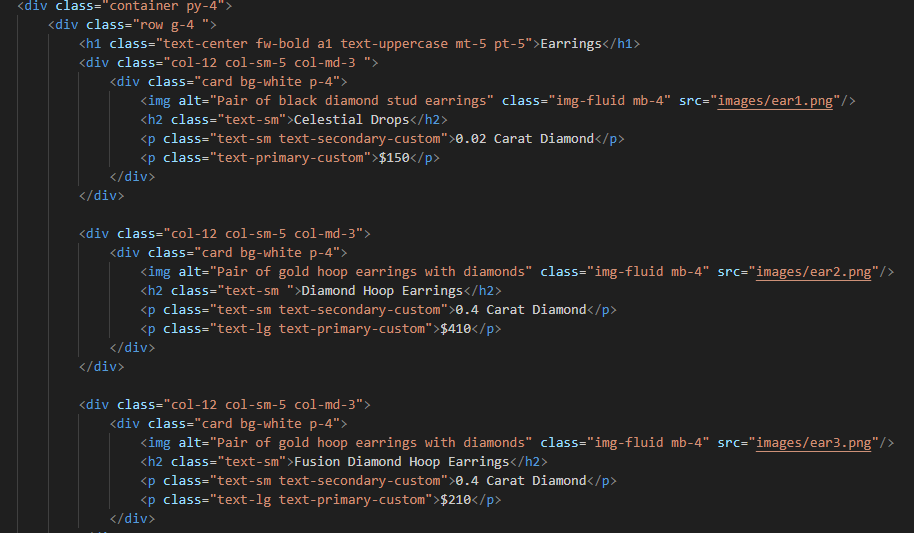 <div class="container py-4">
<div class="row g-4 ">
<h1 class="text-center fw-bold a1 text-uppercase mt-5 pt-5">Earrings</h1>
<div class="col-12 col-sm-5 col-md-3 ">
<div class="card bg-white p-4">
<img alt="Pair of black diamond stud earrings" class="img-fluid mb-4" src="images/ear1.png"/>
<h2 class="text-sm">Celestial Drops</h2>
<p class="text-sm text-secondary-custom">0.02 Carat Diamond</p>
<p class="text-primary-custom">$150</p>
</div>
</div>
<div class="col-12 col-sm-5 col-md-3">
<div class="card bg-white p-4">
<img alt="Pair of gold hoop earrings with diamonds" class="img-fluid mb-4" src="images/ear2.png"/>
<h2 class="text-sm ">Diamond Hoop Earrings</h2>
<p class="text-sm text-secondary-custom">0.4 Carat Diamond</p>
<p class="text-lg text-primary-custom">$410</p>
</div>
</div>
<div class="col-12 col-sm-5 col-md-3">
<div class="card bg-white p-4">
<img alt="Pair of gold hoop earrings with diamonds" class="img-fluid mb-4" src="images/ear3.png"/>
<h2 class="text-sm">Fusion Diamond Hoop Earrings</h2>
<p class="text-sm text-secondary-custom">0.4 Carat Diamond</p>
<p class="text-lg text-primary-custom">$210</p>
</div>